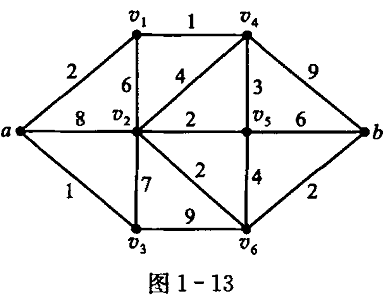 v₁ 1 v₄
2 6 4 3 9
a 8 v₂ 2 v₅ 6 b
1 7 2 4 2
v₃ 9 v₆
图 1-13